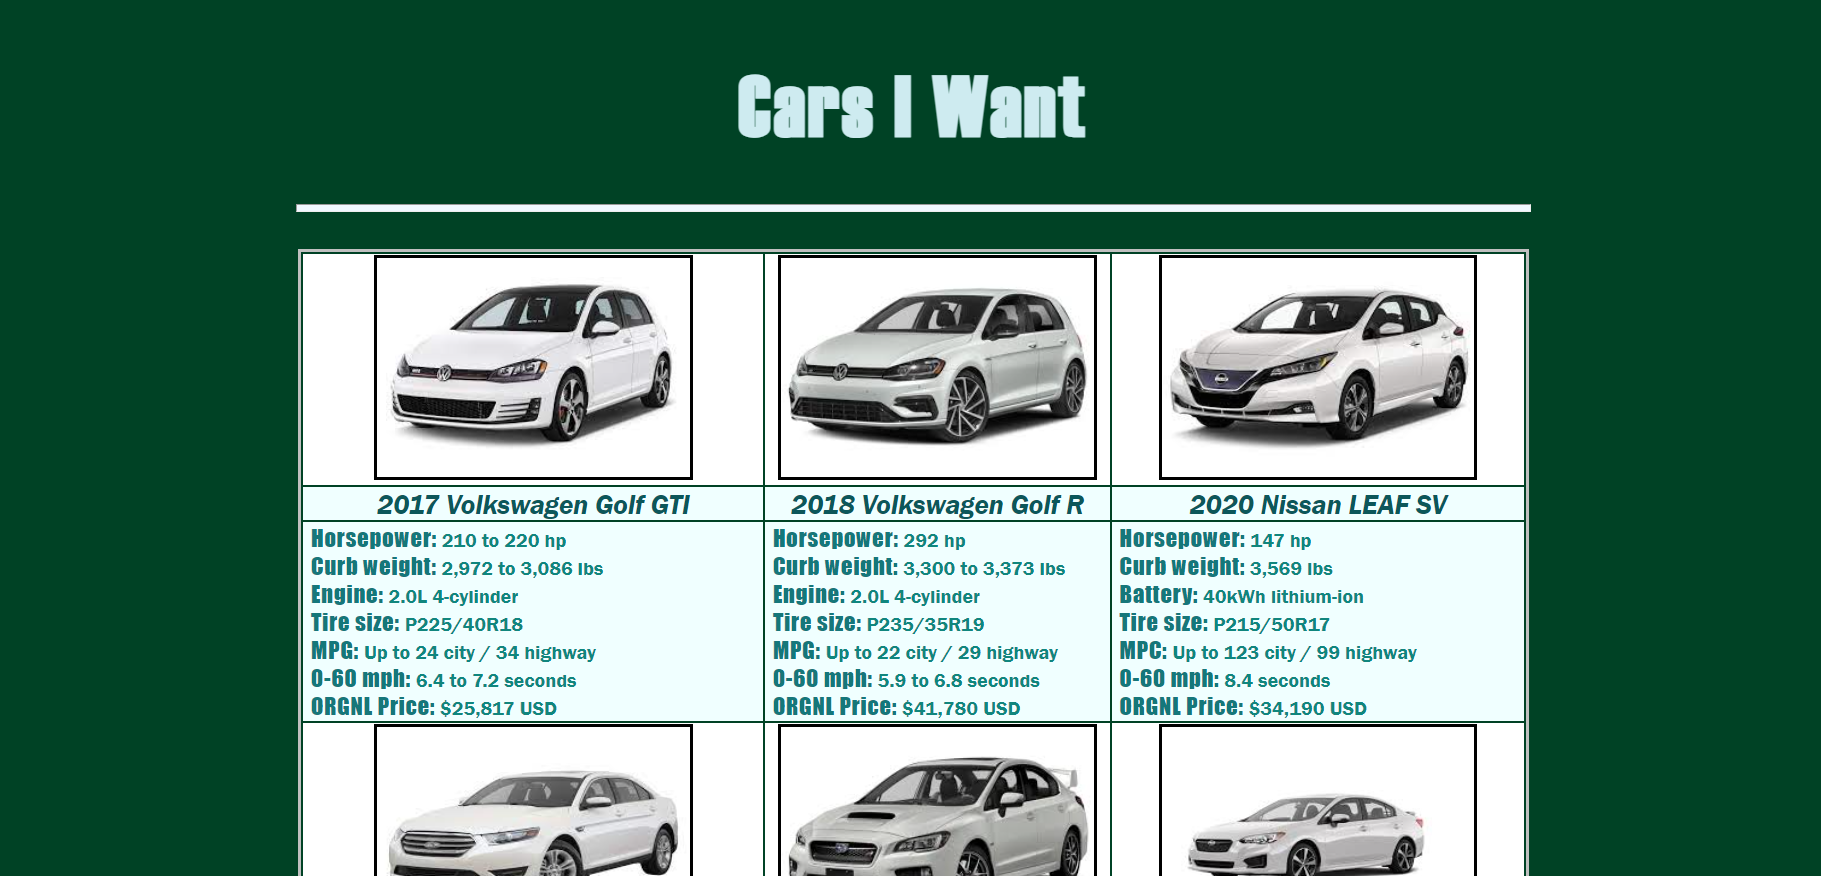 Cars I Want
2017 Volkswagen Golf GTI
2018 Volkswagen Golf R
2020 Nissan LEAF SV
Horsepower: 210 to 220 hp
Curb weight: 2,972 to 3,086 lbs
Engine: 2.0L 4-cylinder
Tire size: P225/40R18
MPG: Up to 24 city / 34 highway
0-60 mph: 6.4 to 7.2 seconds
ORGNL Price: $25,817 USD
Horsepower: 292 hp
Curb weight: 3,300 to 3,373 lbs
Engine: 2.0L 4-cylinder
Tire size: P235/35R19
MPG: Up to 22 city / 29 highway
0-60 mph: 5.9 to 6.8 seconds
ORGNL Price: $41,780 USD
Horsepower: 147 hp
Curb weight: 3,569 lbs
Battery: 40kWh lithium-ion
Tire size: P215/50R17
MPC: Up to 123 city / 99 highway
0-60 mph: 8.4 seconds
ORGNL Price: $34,190 USD